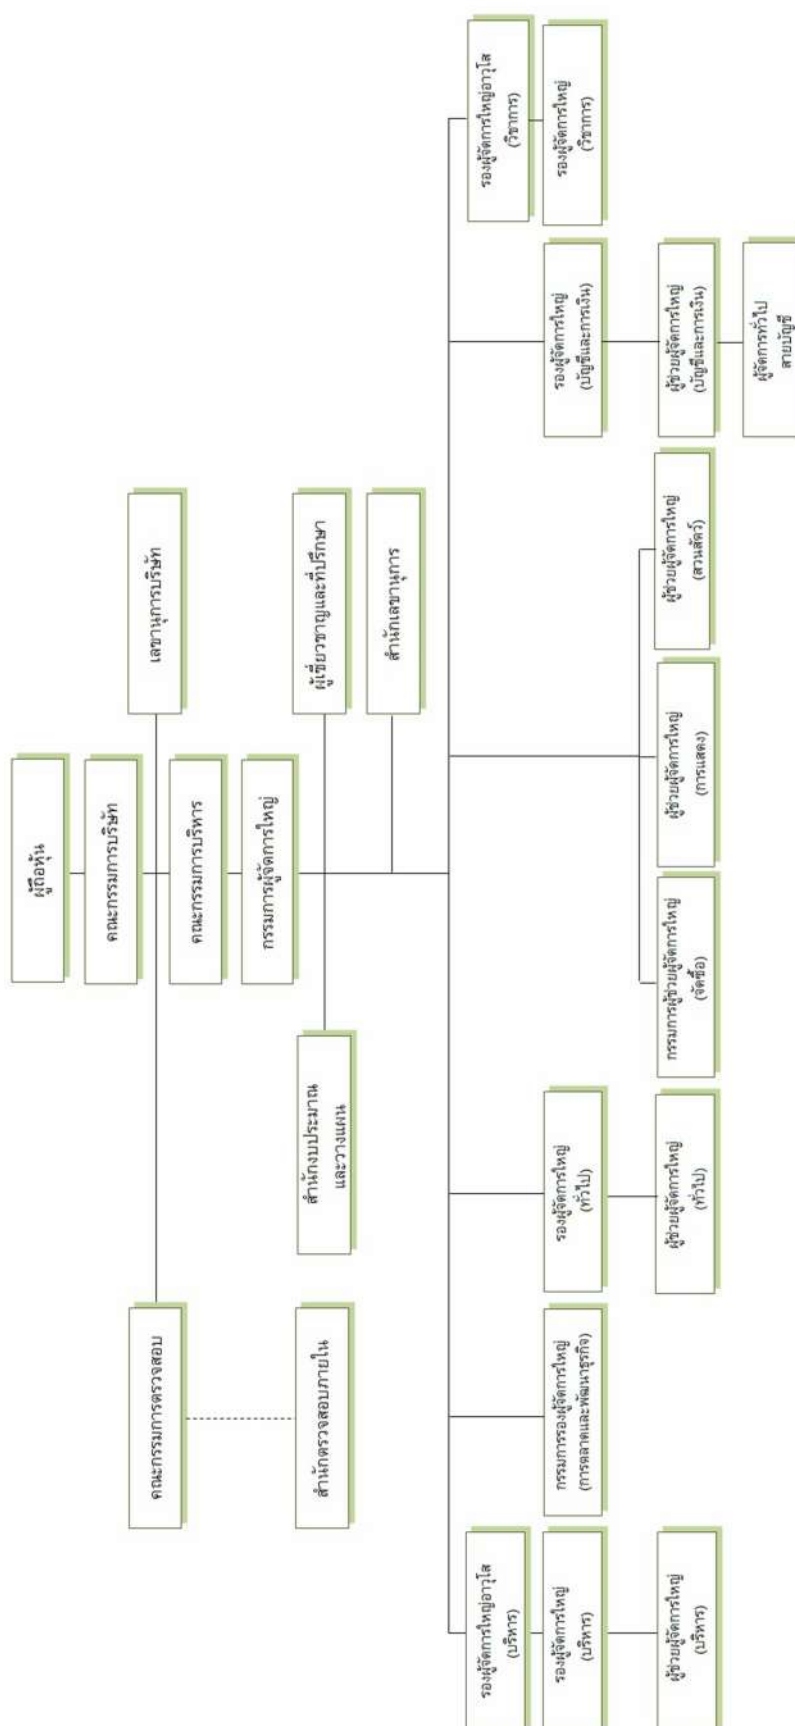 ผู้ถือหุ้น
คณะกรรมการบริษัท
เลขานุการบริษัท
คณะกรรมการตรวจสอบ
คณะกรรมการบริหาร
กรรมการผู้จัดการใหญ่
สำนักตรวจสอบภายใน
สำนักงบประมาณ
และวางแผน
ผู้เชี่ยวชาญและที่ปรึกษา
สำนักเลขานุการ
รองผู้จัดการใหญ่อาวุโส
(บริหาร)
รองผู้จัดการใหญ่อาวุโส
(วิชาการ)
รองผู้จัดการใหญ่
(บริหาร)
กรรมการรองผู้จัดการใหญ่
(การตลาดและพัฒนาธุรกิจ)
รองผู้จัดการใหญ่
(ทั่วไป)
รองผู้จัดการใหญ่
(บัญชีและการเงิน)
รองผู้จัดการใหญ่
(วิชาการ)
ผู้ช่วยผู้จัดการใหญ่
(บริหาร)
ผู้ช่วยผู้จัดการใหญ่
(ทั่วไป)
กรรมการผู้ช่วยผู้จัดการใหญ่
(จัดซื้อ)
ผู้ช่วยผู้จัดการใหญ่
(การแสดง)
ผู้ช่วยผู้จัดการใหญ่
(สวนสัตว์)
ผู้ช่วยผู้จัดการใหญ่
(บัญชีและการเงิน)
ผู้จัดการทั่วไป
สายบัญชี